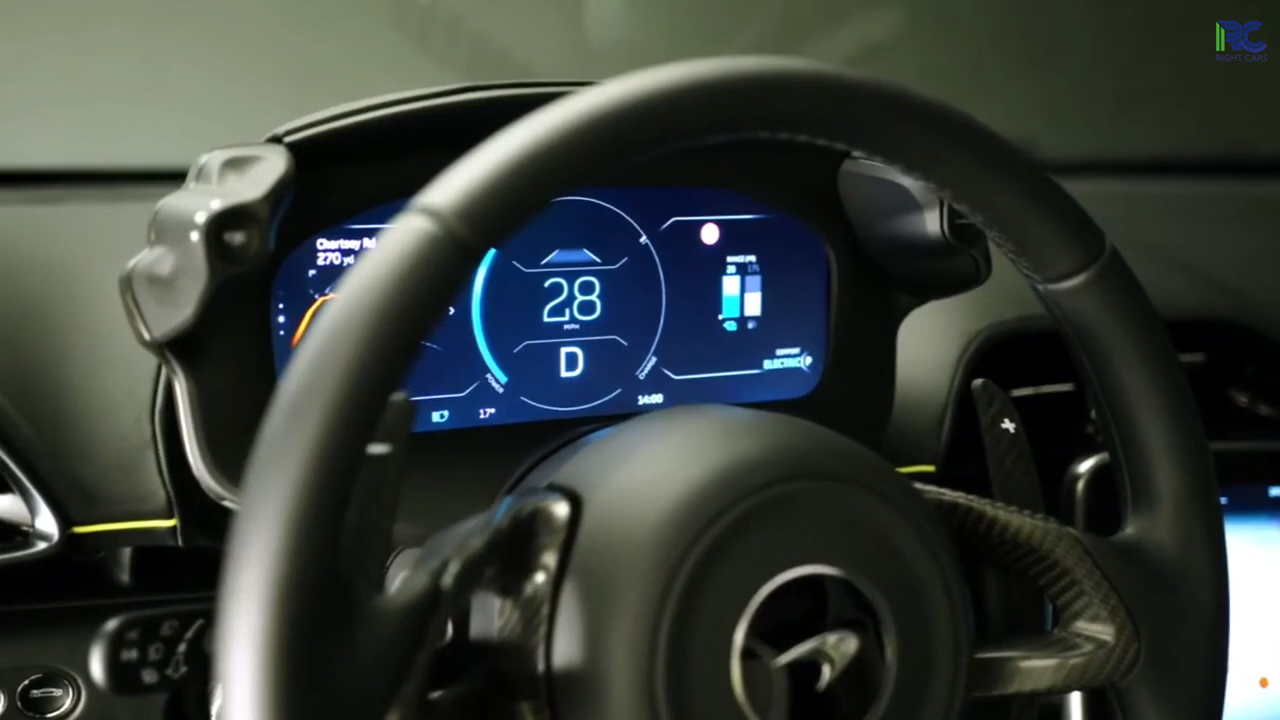 RC
RIGHT CARS
Chertsey Rd
270 yd
28
MPH
D
POWER
CHARGE
RANGE (MI)
20 175
COMFORT
ELECTRIC
17°
14:00